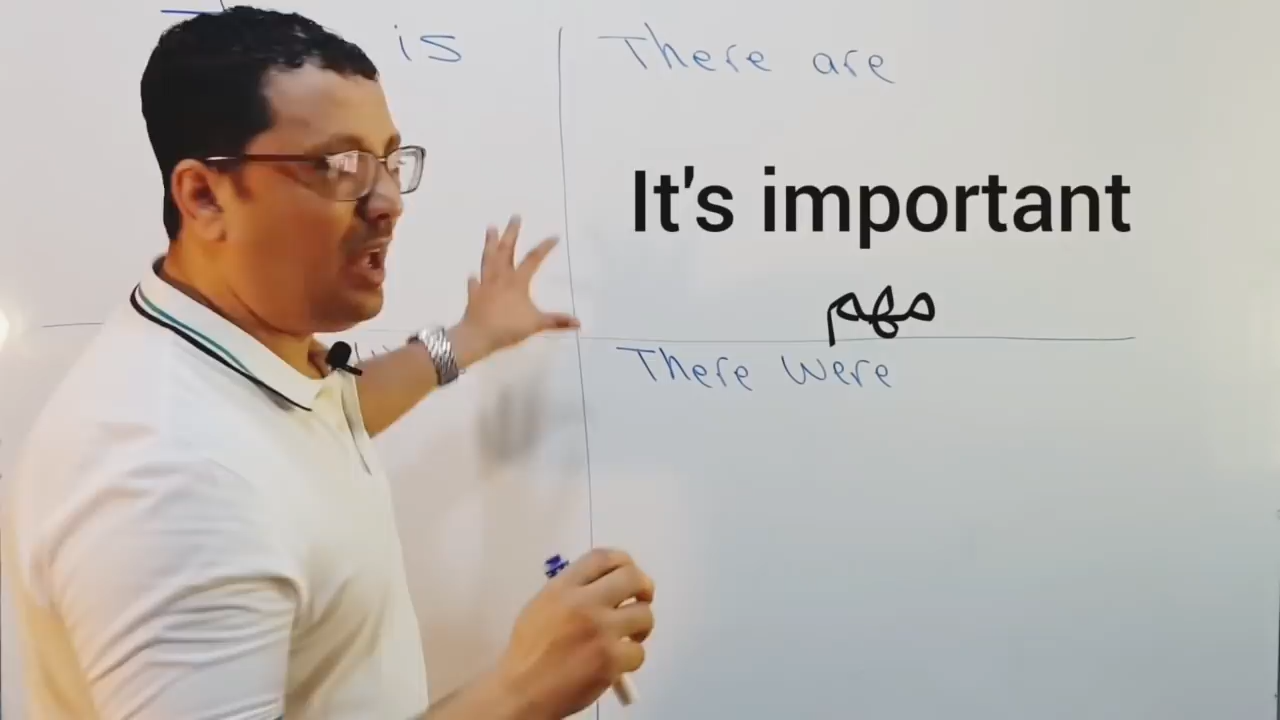 is
There are
It's important
مهم
There were